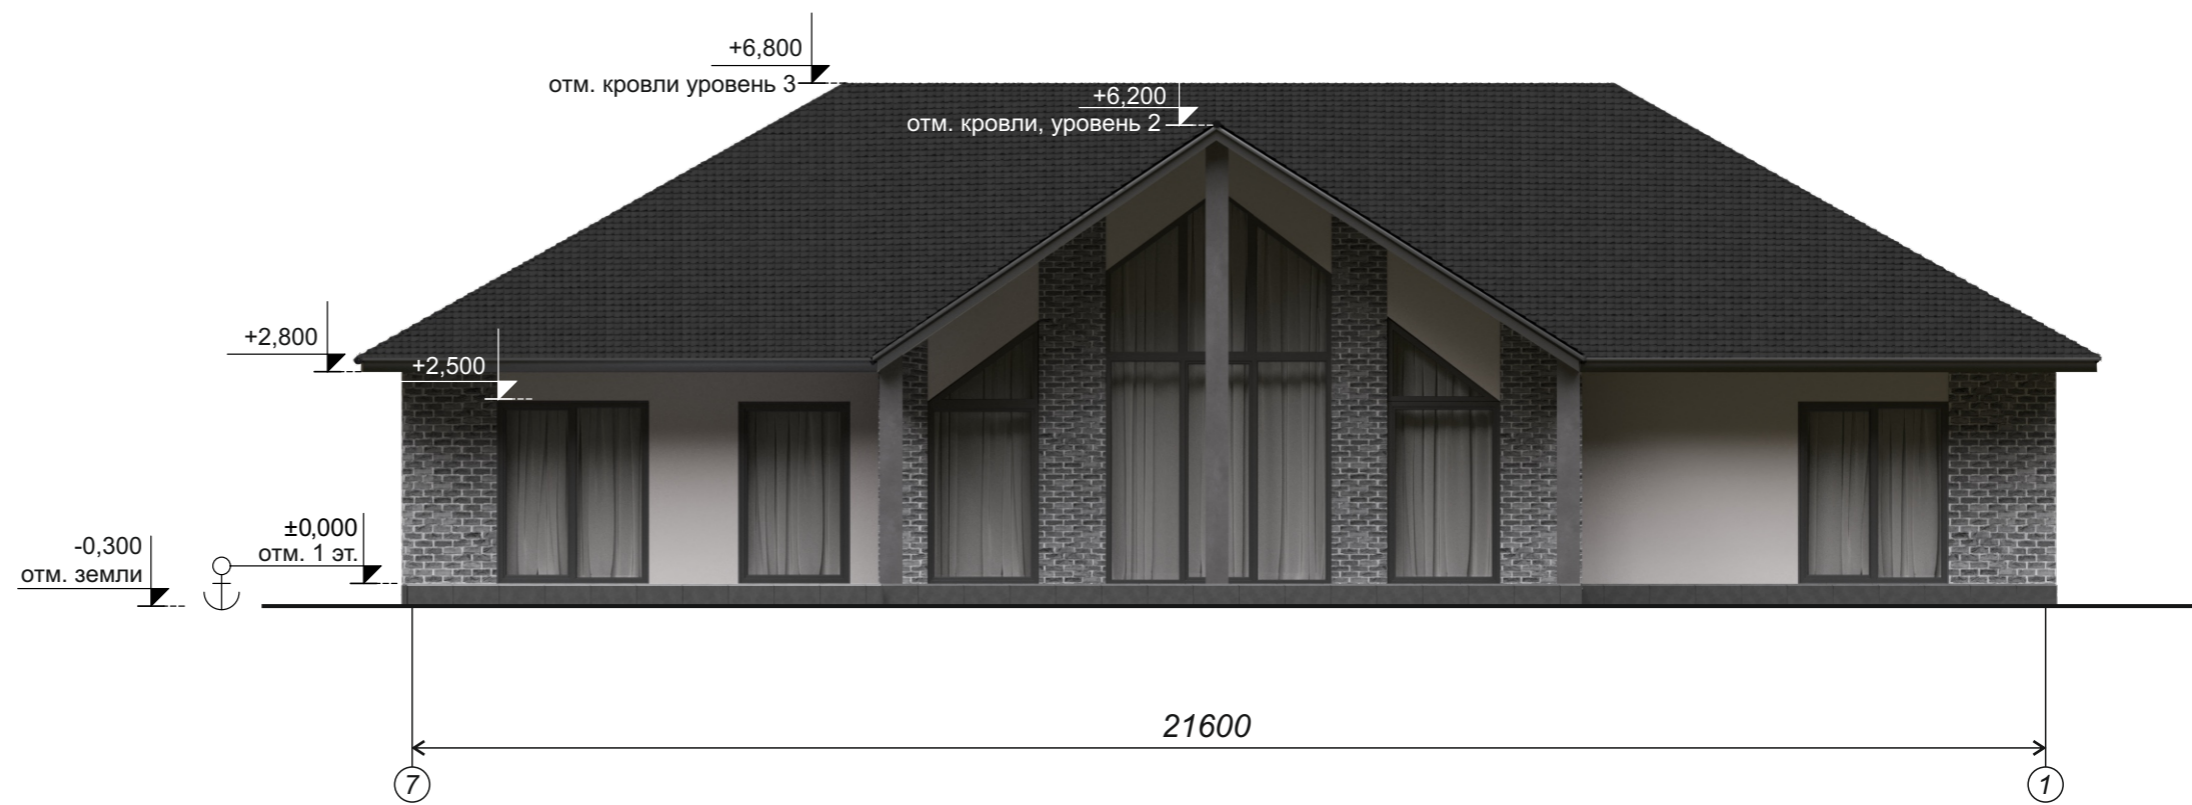 +6,800
отм. кровли уровень 3
+6,200
отм. кровли, уровень 2
+2,800
+2,500
±0,000
отм. 1 эт.
-0,300
отм. земли
21600
7
1